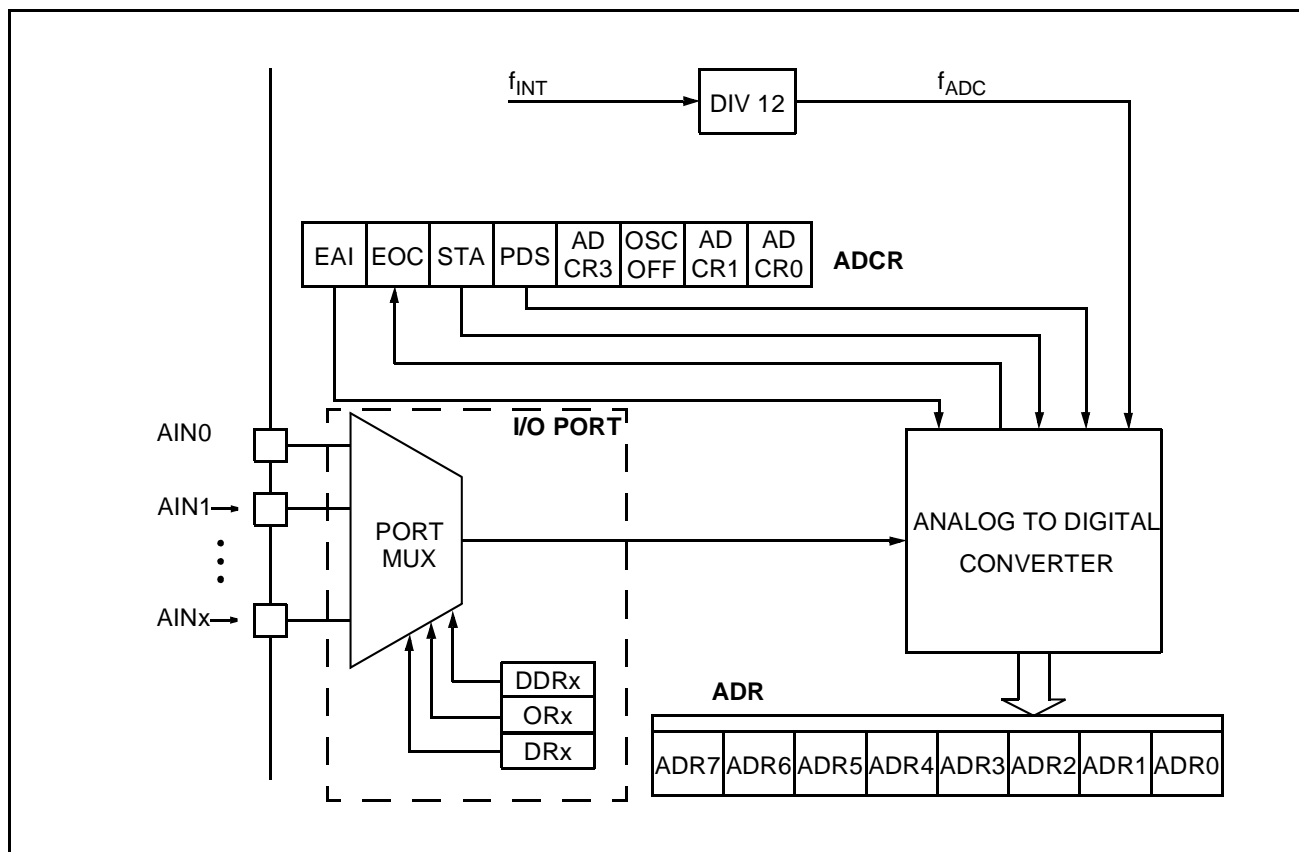 fINT
DIV 12
fADC
EAI EOC STA PDS AD CR3 OSC OFF AD CR1 AD CR0
ADCR
I/O PORT
AIN0
AIN1
AINx
PORT
MUX
ANALOG TO DIGITAL
CONVERTER
DDRx
ORx
DRx
ADR
ADR7 ADR6 ADR5 ADR4 ADR3 ADR2 ADR1 ADR0